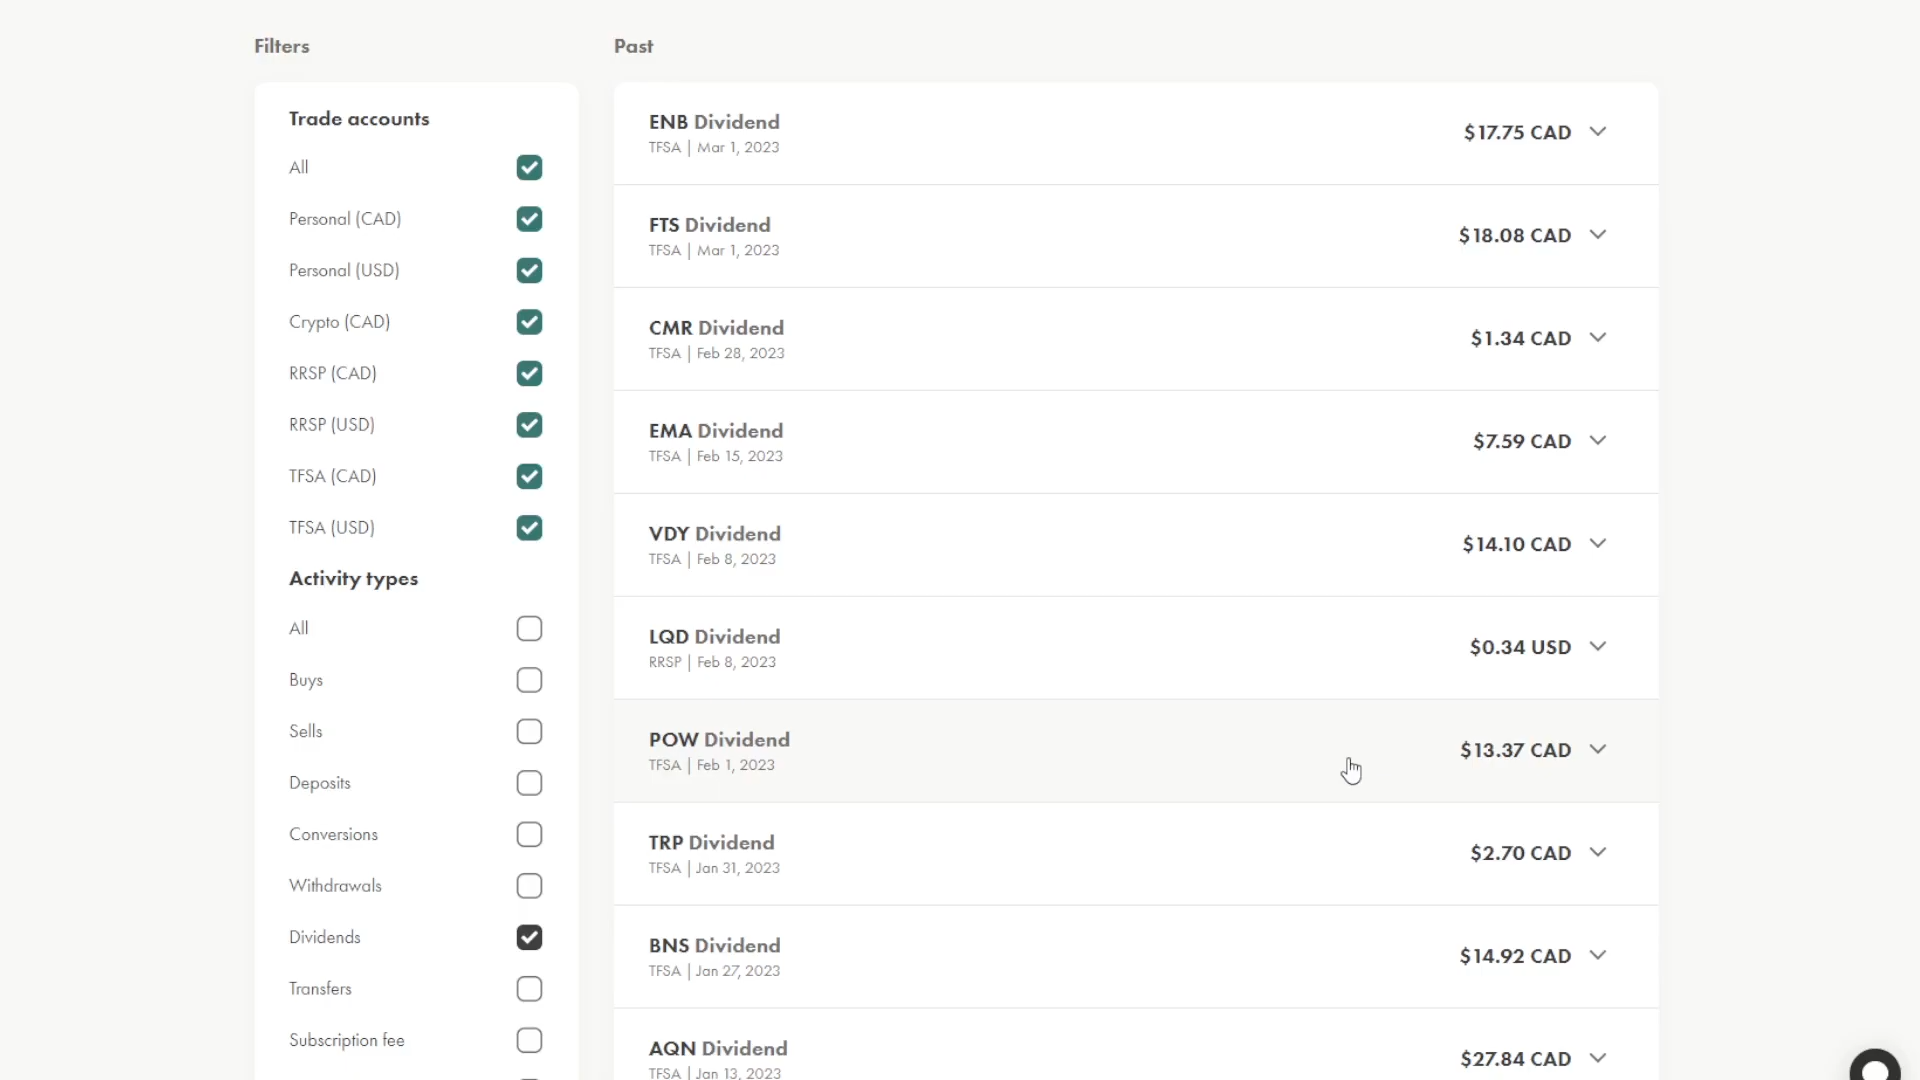 Filters
Trade accounts
All
Personal (CAD)
Personal (USD)
Crypto (CAD)
RRSP (CAD)
RRSP (USD)
TFSA (CAD)
TFSA (USD)
Activity types
All
Buys
Sells
Deposits
Conversions
Withdrawals
Dividends
Transfers
Subscription fee
Past
ENB Dividend
TFSA | Mar 1, 2023
$17.75 CAD
FTS Dividend
TFSA | Mar 1, 2023
$18.08 CAD
CMR Dividend
TFSA | Feb 28, 2023
$1.34 CAD
EMA Dividend
TFSA | Feb 15, 2023
$7.59 CAD
VDY Dividend
TFSA | Feb 8, 2023
$14.10 CAD
LQD Dividend
RRSP | Feb 8, 2023
$0.34 USD
POW Dividend
TFSA | Feb 1, 2023
$13.37 CAD
TRP Dividend
TFSA | Jan 31, 2023
$2.70 CAD
BNS Dividend
TFSA | Jan 27, 2023
$14.92 CAD
AQN Dividend
TFSA | Jan 13, 2023
$27.84 CAD